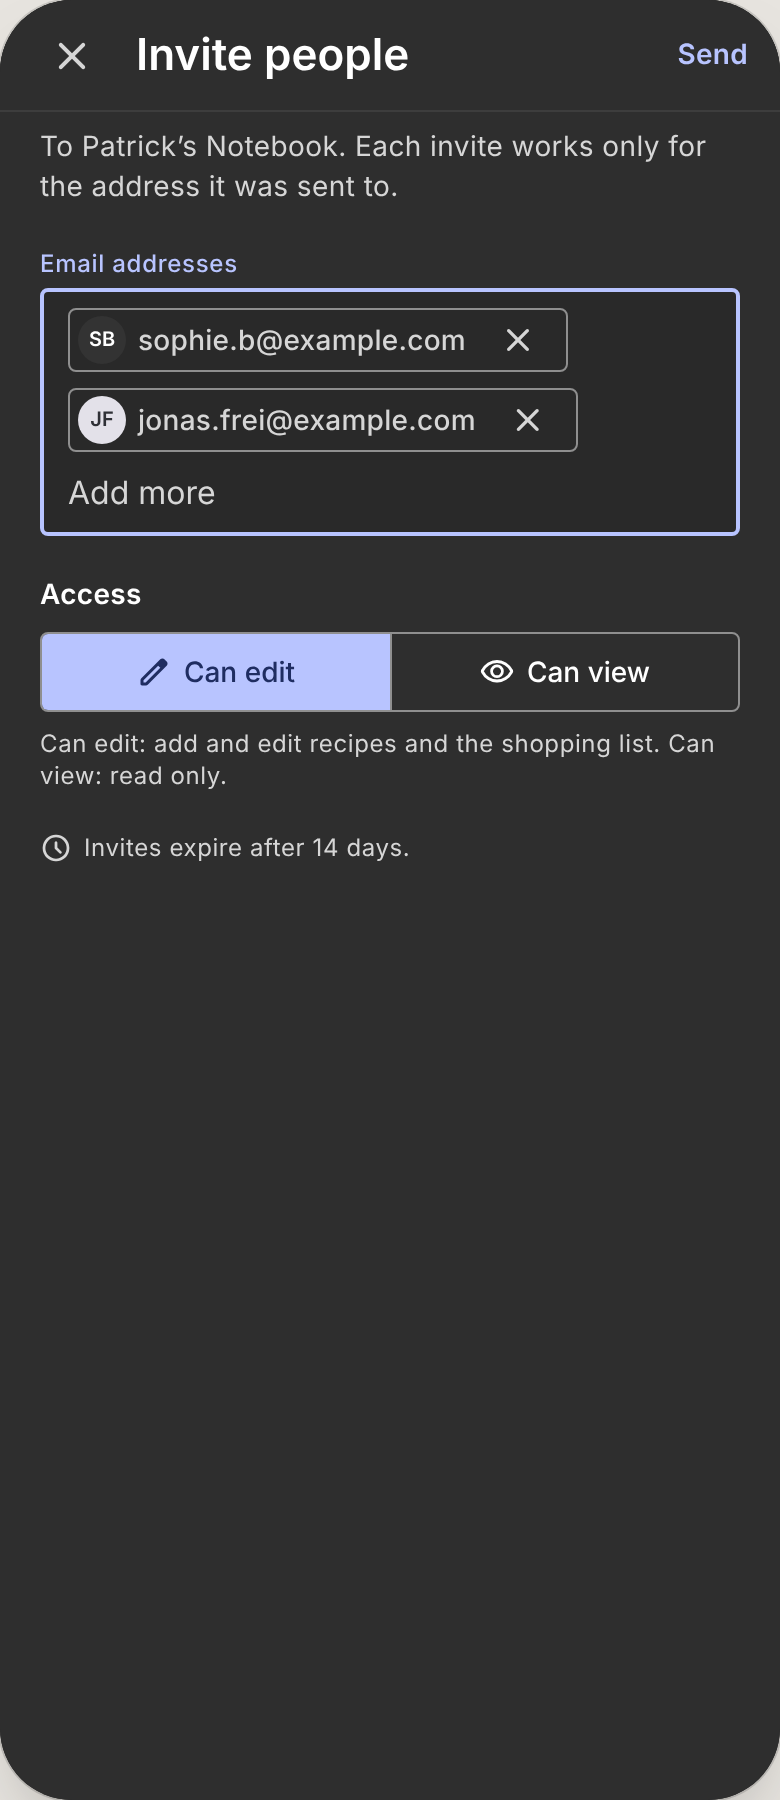 Invite people
Send
To Patrick’s Notebook. Each invite works only for
the address it was sent to.
Email addresses
SB
sophie.b@example.com
JF
jonas.frei@example.com
Add more
Access
Can edit
Can view
Can edit: add and edit recipes and the shopping list. Can
view: read only.
Invites expire after 14 days.